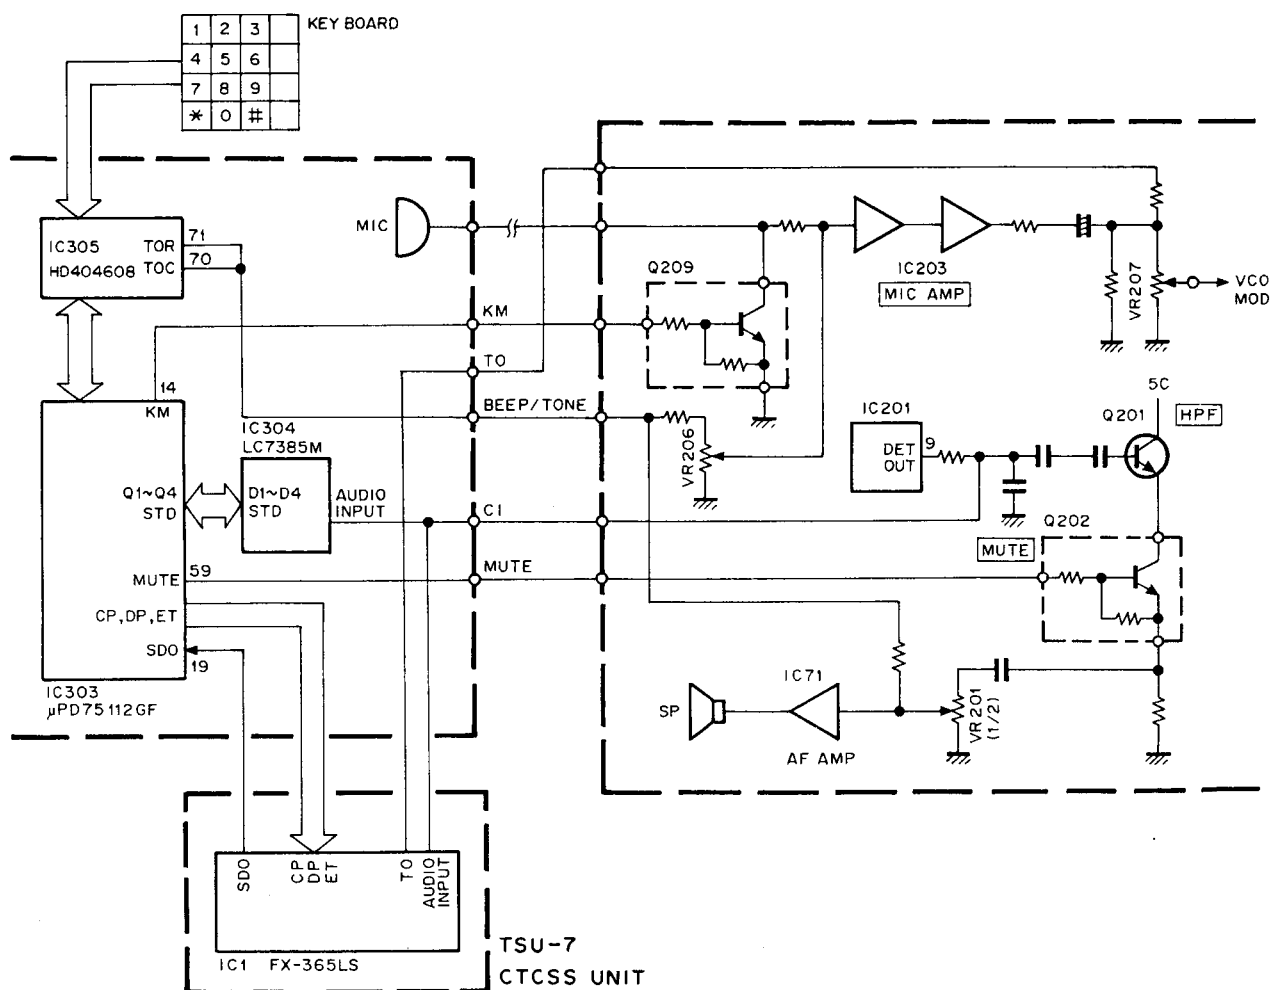 1 2 3 KEY BOARD
4 5 6
7 8 9
* 0 #
IC305
HD404608
TOR 71
TOC 70
MIC
Q209
IC203
MIC AMP
VR207
VCO
MOD
KM
TO
BEEP/TONE
14
KM
IC304
LC7385M
Q1~Q4
STD
D1~D4
STD
AUDIO
INPUT
CI
VR206
IC201
DET
OUT
9
5C
Q201
HPF
Q202
MUTE
MUTE 59
MUTE
CP,DP,ET
SDO
19
IC303
μPD75112GF
SP
IC71
AF AMP
VR201
(1/2)
SDO
CP
DP
ET
TO
AUDIO
INPUT
IC1 FX-365LS
TSU-7
CTCSS UNIT